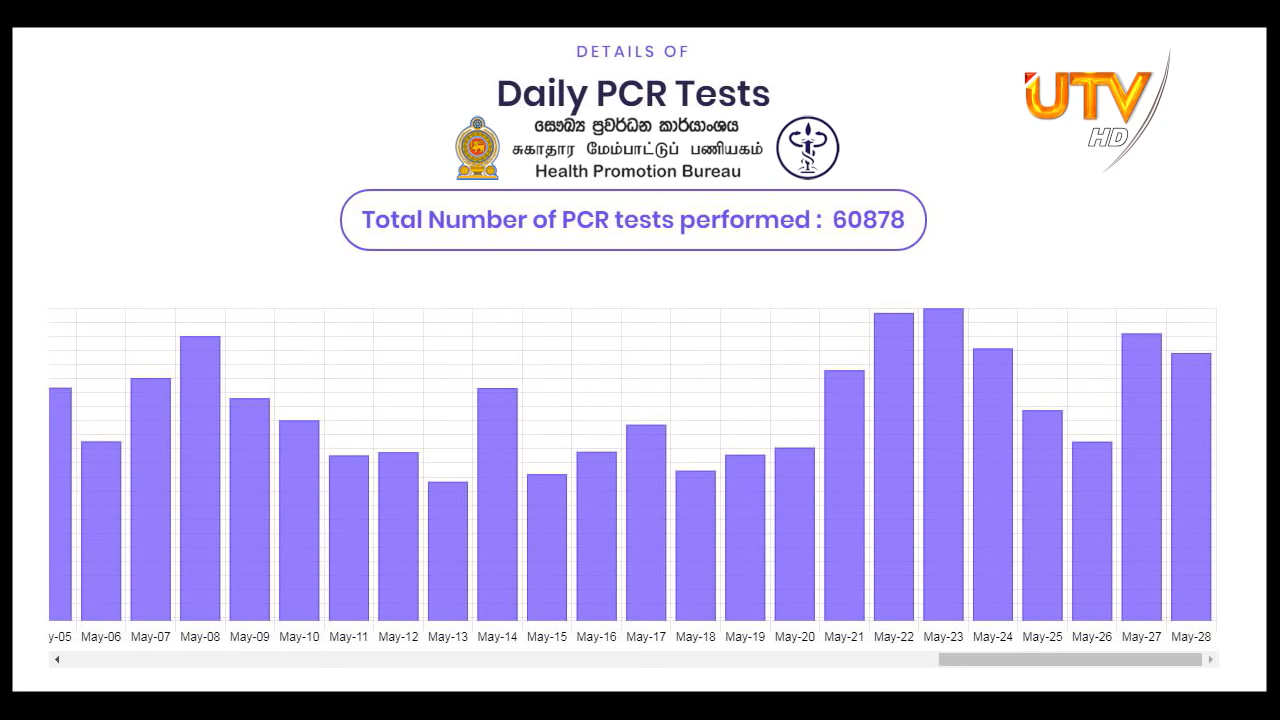 DETAILS OF
Daily PCR Tests
සෞඛ්‍ය ප්‍රවර්ධන කාර්යාංශය
சுகாதார மேம்பாட்டுப் பணியகம்
Health Promotion Bureau
UTV
HD
Total Number of PCR tests performed : 60878
y-05 May-06 May-07 May-08 May-09 May-10 May-11 May-12 May-13 May-14 May-15 May-16 May-17 May-18 May-19 May-20 May-21 May-22 May-23 May-24 May-25 May-26 May-27 May-28